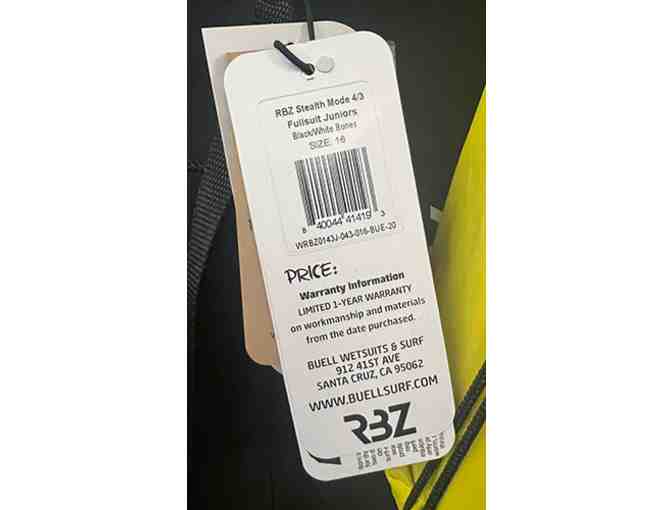 RBZ Stealth Mode 4/3
Fullsuit Juniors
Black/White Bones
SIZE: 16
8 40044 41419 3
WRBZ0143J-043-016-BUE-20
PRICE:
Warranty Information
LIMITED 1-YEAR WARRANTY
on workmanship and materials
from the date purchased.
BUELL WETSUITS & SURF
912 41ST AVE
SANTA CRUZ, CA 95062
WWW.BUELLSURF.COM
RBZ